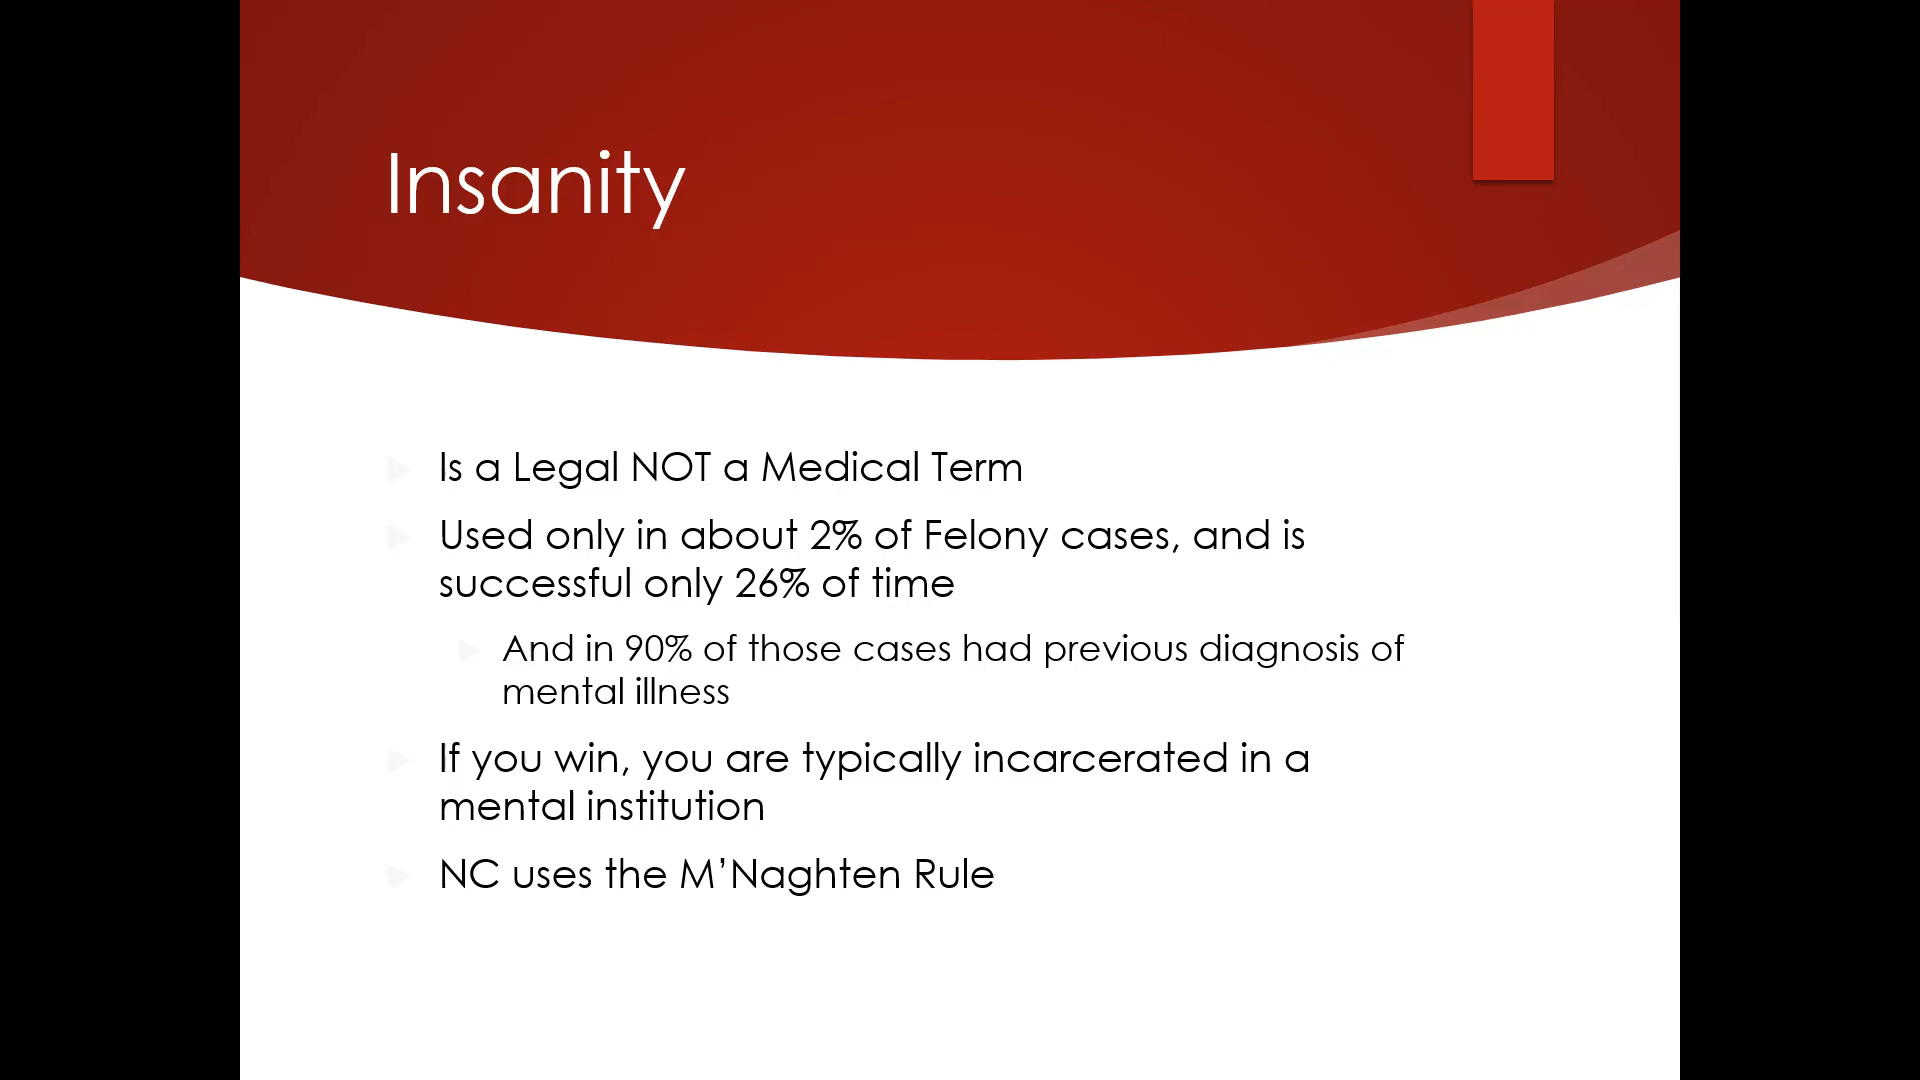 Insanity
Is a Legal NOT a Medical Term
Used only in about 2% of Felony cases, and is
successful only 26% of time
And in 90% of those cases had previous diagnosis of
mental illness
If you win, you are typically incarcerated in a
mental institution
NC uses the M’Naghten Rule